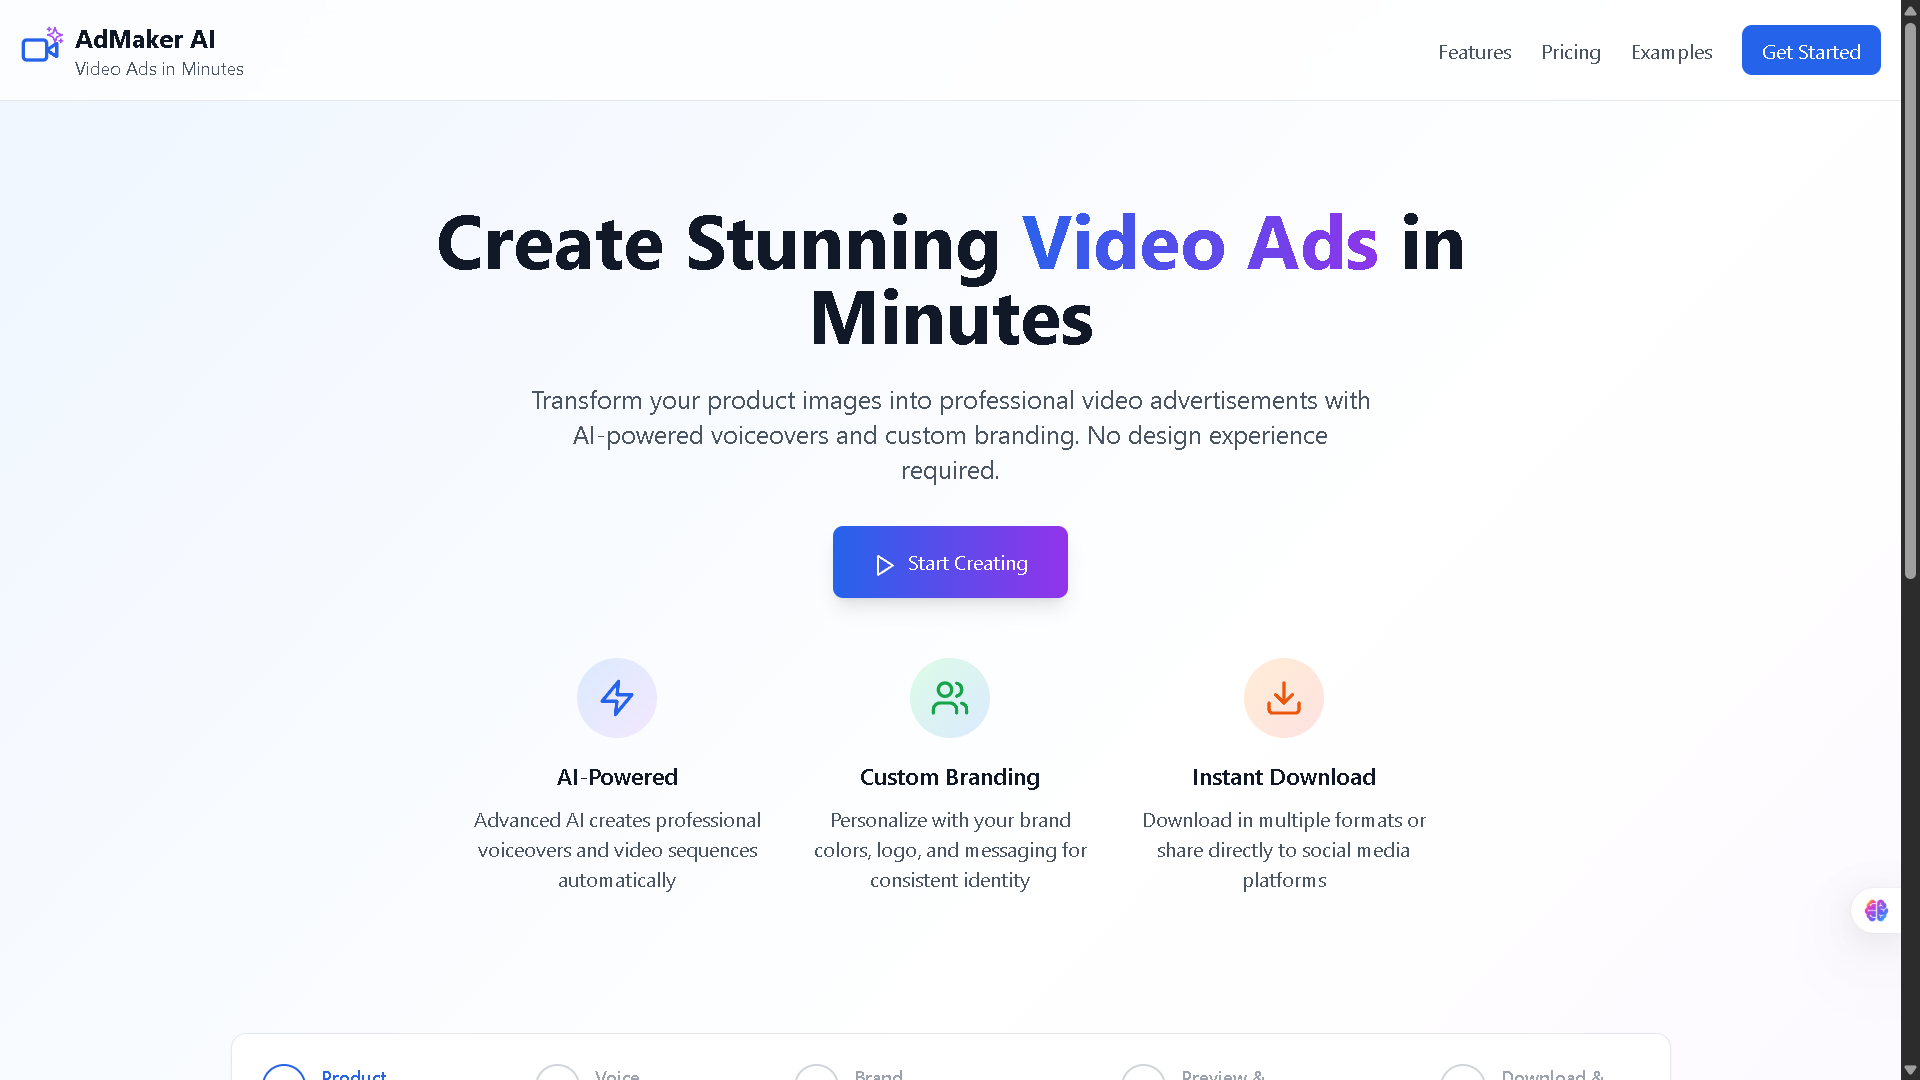 AdMaker AI
Video Ads in Minutes
Features
Pricing
Examples
Get Started
Create Stunning Video Ads in
Minutes
Transform your product images into professional video advertisements with
AI-powered voiceovers and custom branding. No design experience
required.
Start Creating
AI-Powered
Advanced AI creates professional
voiceovers and video sequences
automatically
Custom Branding
Personalize with your brand
colors, logo, and messaging for
consistent identity
Instant Download
Download in multiple formats or
share directly to social media
platforms
Product
Voice
Brand
Preview &
Download &